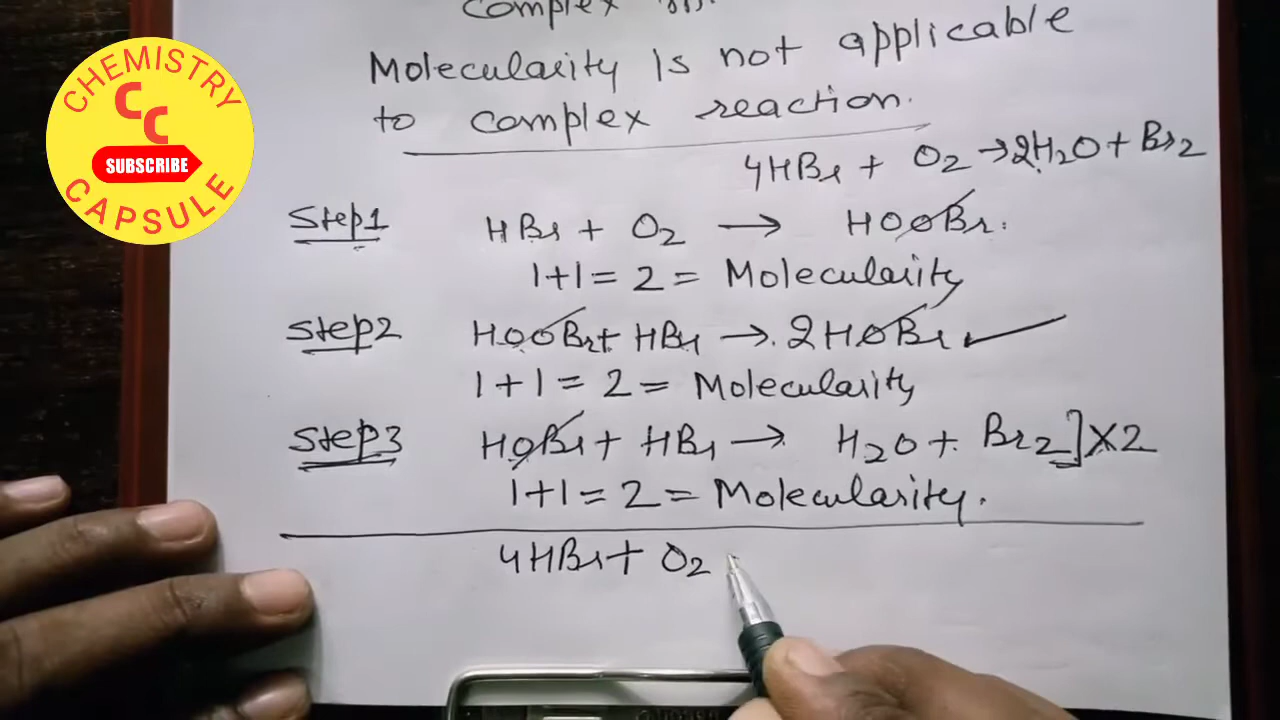 complex
Molecularity is not applicable
to complex reaction.
4HBr + O2 → 2H2O + Br2
Step1 HBr + O2 → HOOBr.
1+1 = 2 = Molecularity
Step2 HOOBr + HBr → 2HOBr
1+1 = 2 = Molecularity
Step3 HOBr + HBr → H2O + Br2] X2
1+1 = 2 = Molecularity.
4HBr + O2
CHEMISTRY
CC
SUBSCRIBE
CAPSULE